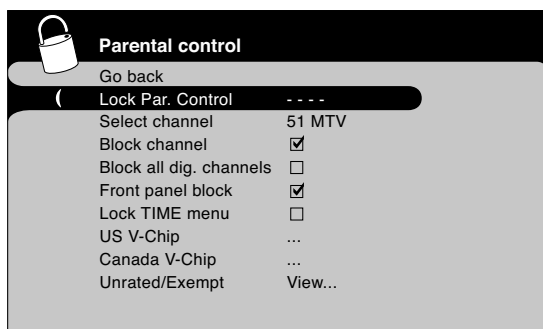 Parental control
Go back
Lock Par. Control - - - -
Select channel 51 MTV
Block channel ☑
Block all dig. channels ☐
Front panel block ☑
Lock TIME menu ☐
US V-Chip ...
Canada V-Chip ...
Unrated/Exempt View...